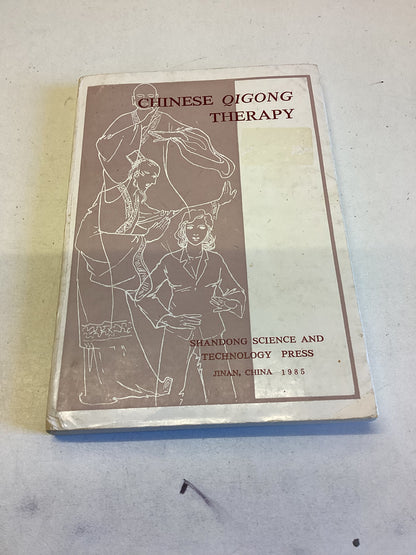 CHINESE QIGONG
THERAPY
SHANDONG SCIENCE AND
TECHNOLOGY PRESS
JINAN, CHINA 1985